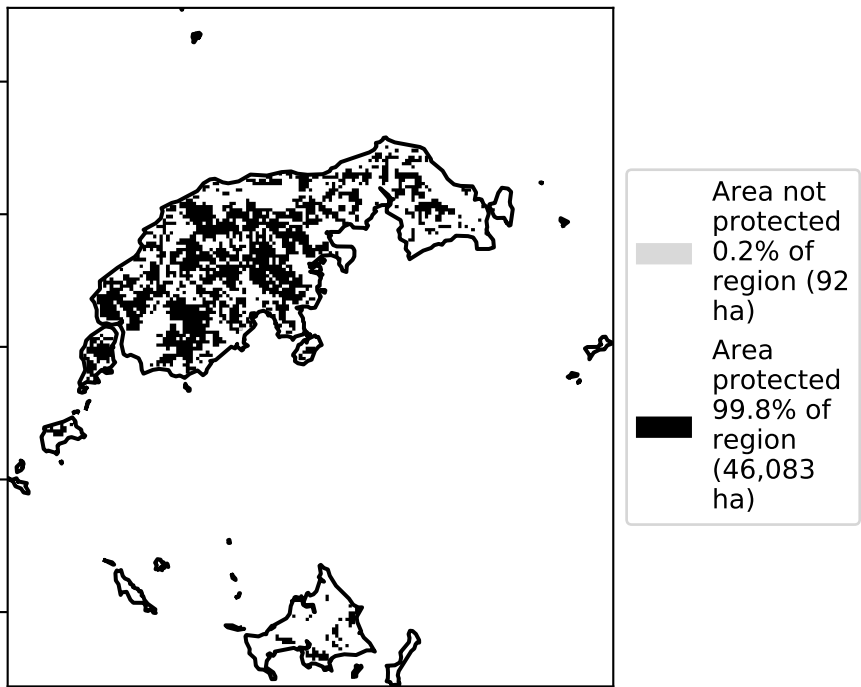 Area not
protected
0.2% of
region (92
ha)
Area
protected
99.8% of
region
(46,083
ha)